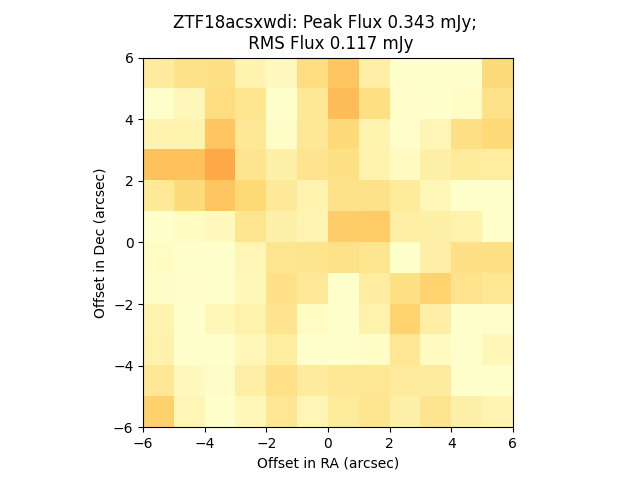 ZTF18acsxwdi: Peak Flux 0.343 mJy;
RMS Flux 0.117 mJy
6
4
2
0
−2
−4
−6
Offset in Dec (arcsec)
−6 −4 −2 0 2 4 6
Offset in RA (arcsec)